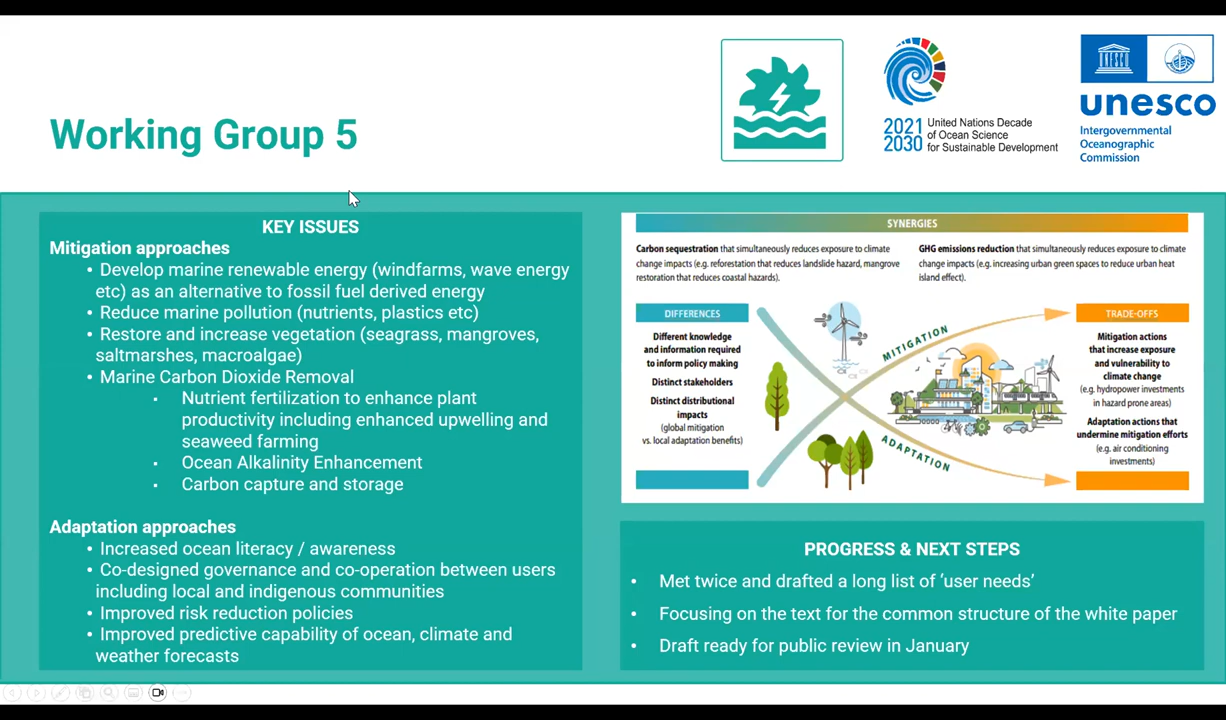 Working Group 5
2021
2030
United Nations Decade
of Ocean Science
for Sustainable Development
unesco
Intergovernmental
Oceanographic
Commission
KEY ISSUES
Mitigation approaches
• Develop marine renewable energy (windfarms, wave energy
etc) as an alternative to fossil fuel derived energy
• Reduce marine pollution (nutrients, plastics etc)
• Restore and increase vegetation (seagrass, mangroves,
saltmarshes, macroalgae)
• Marine Carbon Dioxide Removal
▪ Nutrient fertilization to enhance plant
productivity including enhanced upwelling and
seaweed farming
▪ Ocean Alkalinity Enhancement
▪ Carbon capture and storage
Adaptation approaches
• Increased ocean literacy / awareness
• Co-designed governance and co-operation between users
including local and indigenous communities
• Improved risk reduction policies
• Improved predictive capability of ocean, climate and
weather forecasts
SYNERGIES
Carbon sequestration that simultaneously reduces exposure to climate
change impacts (e.g. reforestation that reduces landslide hazard, mangrove
restoration that reduces coastal hazards).
GHG emissions reduction that simultaneously reduces exposure to climate
change impacts (e.g. increasing urban green spaces to reduce urban heat
island effect).
DIFFERENCES
Different knowledge
and information required
to inform policy making
Distinct stakeholders
Distinct distributional
impacts
(global mitigation
vs. local adaptation benefits)
MITIGATION
ADAPTATION
TRADE-OFFS
Mitigation actions
that increase exposure
and vulnerability to
climate change
(e.g. hydropower investments
in hazard prone areas)
Adaptation actions that
undermine mitigation efforts
(e.g. air conditioning
investments)
PROGRESS & NEXT STEPS
• Met twice and drafted a long list of ‘user needs’
• Focusing on the text for the common structure of the white paper
• Draft ready for public review in January